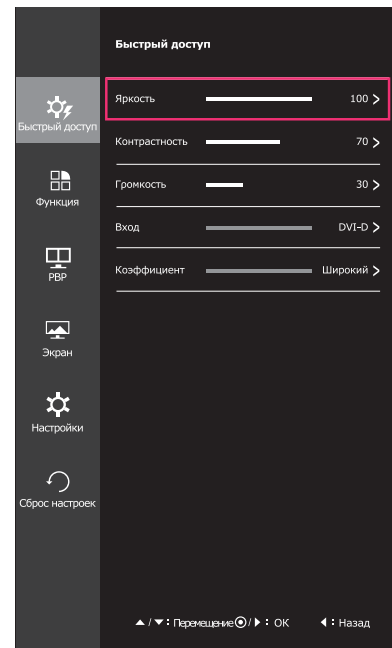 Быстрый доступ
Яркость 100
Контрастность 70
Громкость 30
Вход DVI-D
Коэффициент Широкий
Быстрый доступ
Функция
PBP
Экран
Настройки
Сброс настроек
▲ / ▼ : Перемещение ⦿ / ▶ : ОК ◀ : Назад